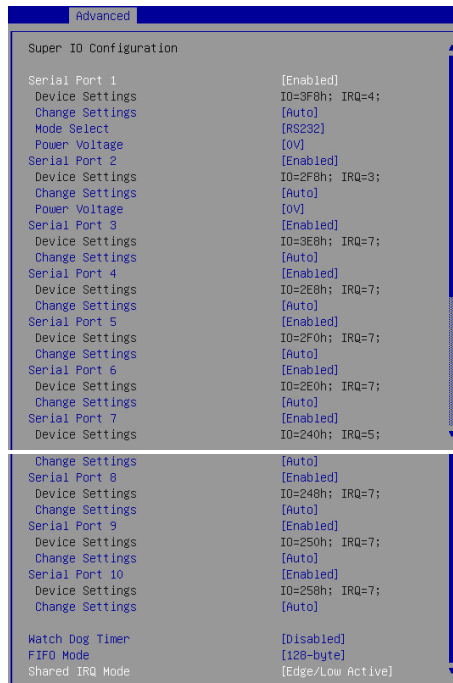 Advanced
Super IO Configuration
Serial Port 1 [Enabled]
Device Settings IO=3F8h; IRQ=4;
Change Settings [Auto]
Mode Select [RS232]
Power Voltage [0V]
Serial Port 2 [Enabled]
Device Settings IO=2F8h; IRQ=3;
Change Settings [Auto]
Power Voltage [0V]
Serial Port 3 [Enabled]
Device Settings IO=3E8h; IRQ=7;
Change Settings [Auto]
Serial Port 4 [Enabled]
Device Settings IO=2E8h; IRQ=7;
Change Settings [Auto]
Serial Port 5 [Enabled]
Device Settings IO=2F0h; IRQ=7;
Change Settings [Auto]
Serial Port 6 [Enabled]
Device Settings IO=2E0h; IRQ=7;
Change Settings [Auto]
Serial Port 7 [Enabled]
Device Settings IO=240h; IRQ=5;
Change Settings [Auto]
Serial Port 8 [Enabled]
Device Settings IO=248h; IRQ=7;
Change Settings [Auto]
Serial Port 9 [Enabled]
Device Settings IO=250h; IRQ=7;
Change Settings [Auto]
Serial Port 10 [Enabled]
Device Settings IO=258h; IRQ=7;
Change Settings [Auto]
Watch Dog Timer [Disabled]
FIFO Mode [128-byte]
Shared IRQ Mode [Edge/Low Active]